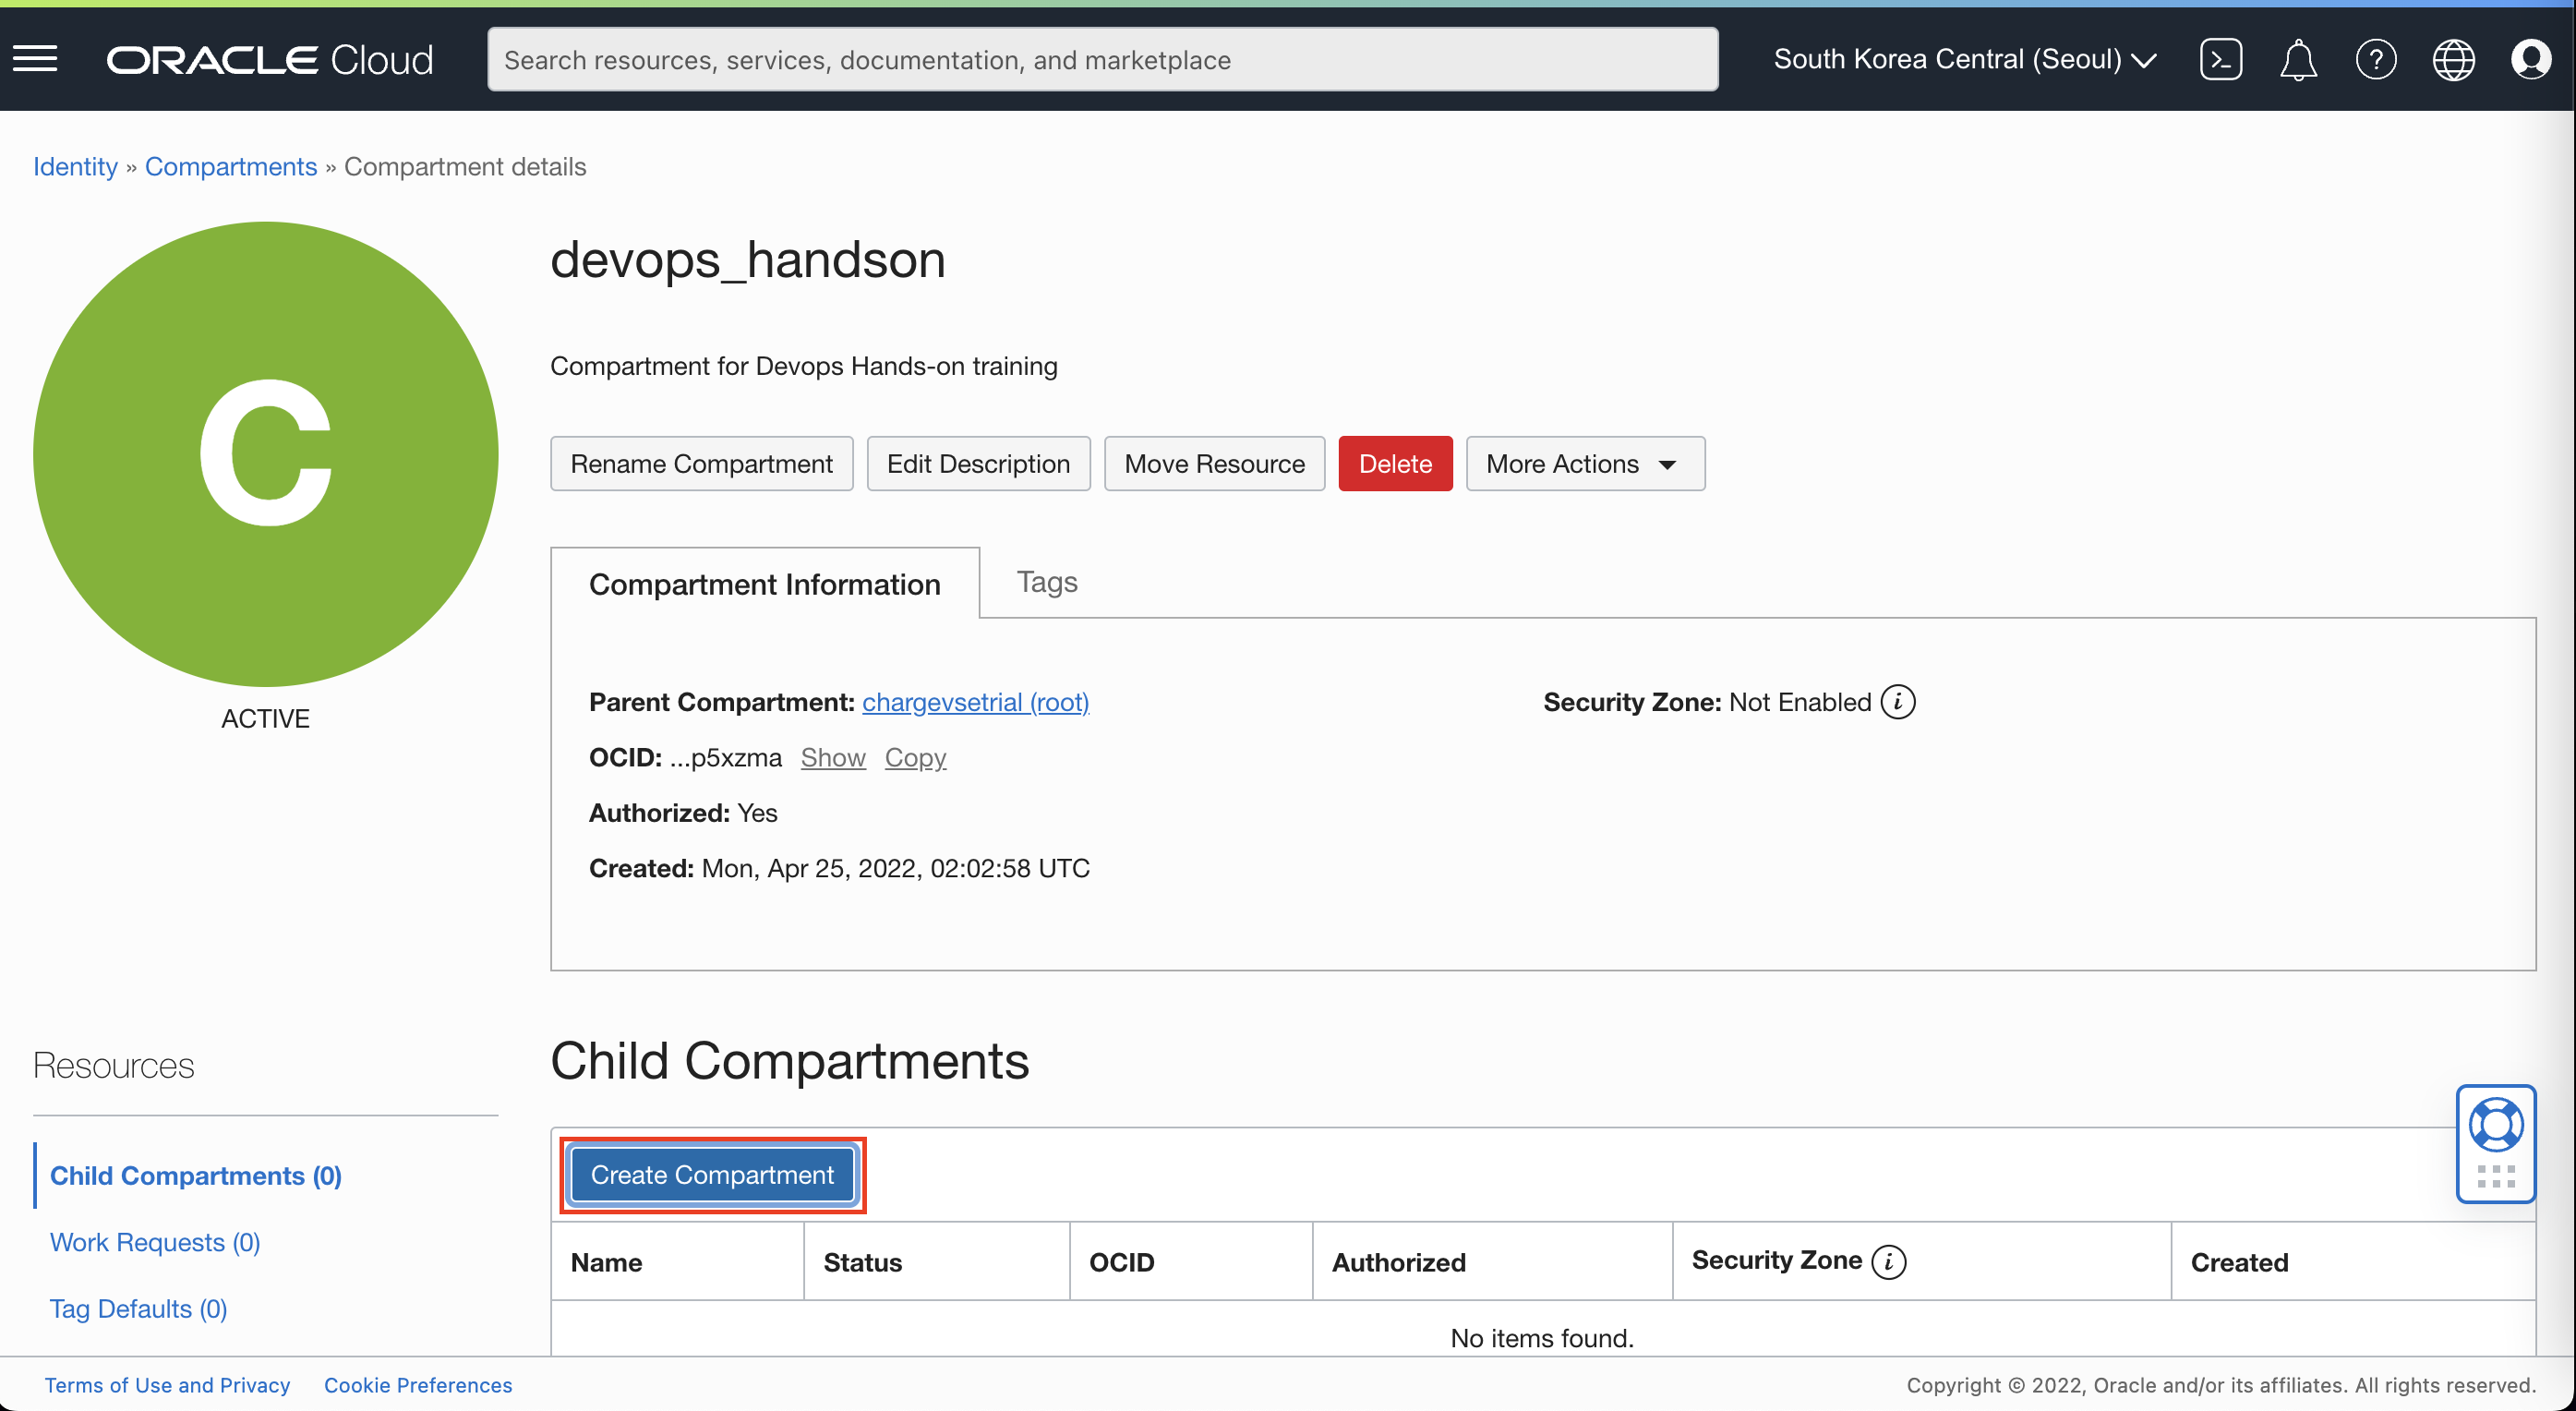 ORACLE Cloud
Search resources, services, documentation, and marketplace
South Korea Central (Seoul)
Identity » Compartments » Compartment details
C
ACTIVE
devops_handson
Compartment for Devops Hands-on training
Rename Compartment
Edit Description
Move Resource
Delete
More Actions
Compartment Information
Tags
Parent Compartment: chargevsetrial (root)
Security Zone: Not Enabled
OCID: ...p5xzma Show Copy
Authorized: Yes
Created: Mon, Apr 25, 2022, 02:02:58 UTC
Resources
Child Compartments (0)
Work Requests (0)
Tag Defaults (0)
Child Compartments
Create Compartment
Name
Status
OCID
Authorized
Security Zone
Created
No items found.
Terms of Use and Privacy
Cookie Preferences
Copyright © 2022, Oracle and/or its affiliates. All rights reserved.